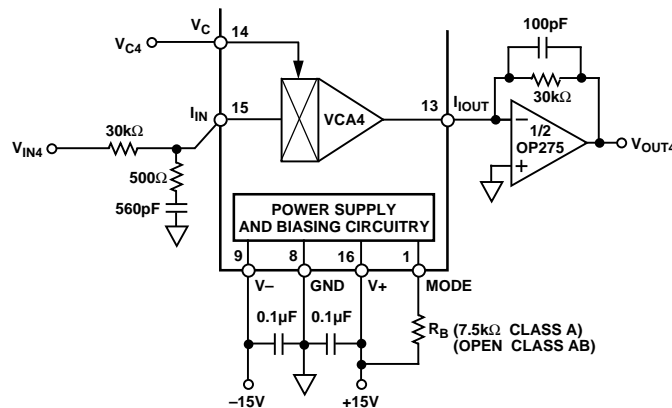 V_C4
V_C
14
I_IN
15
VCA4
13
I_IOUT
100pF
30kΩ
1/2
OP275
−
+
V_OUT4
V_IN4
30kΩ
500Ω
560pF
POWER SUPPLY
AND BIASING CIRCUITRY
9
8
16
1
V–
GND
V+
MODE
0.1µF
0.1µF
R_B (7.5kΩ CLASS A)
(OPEN CLASS AB)
–15V
+15V